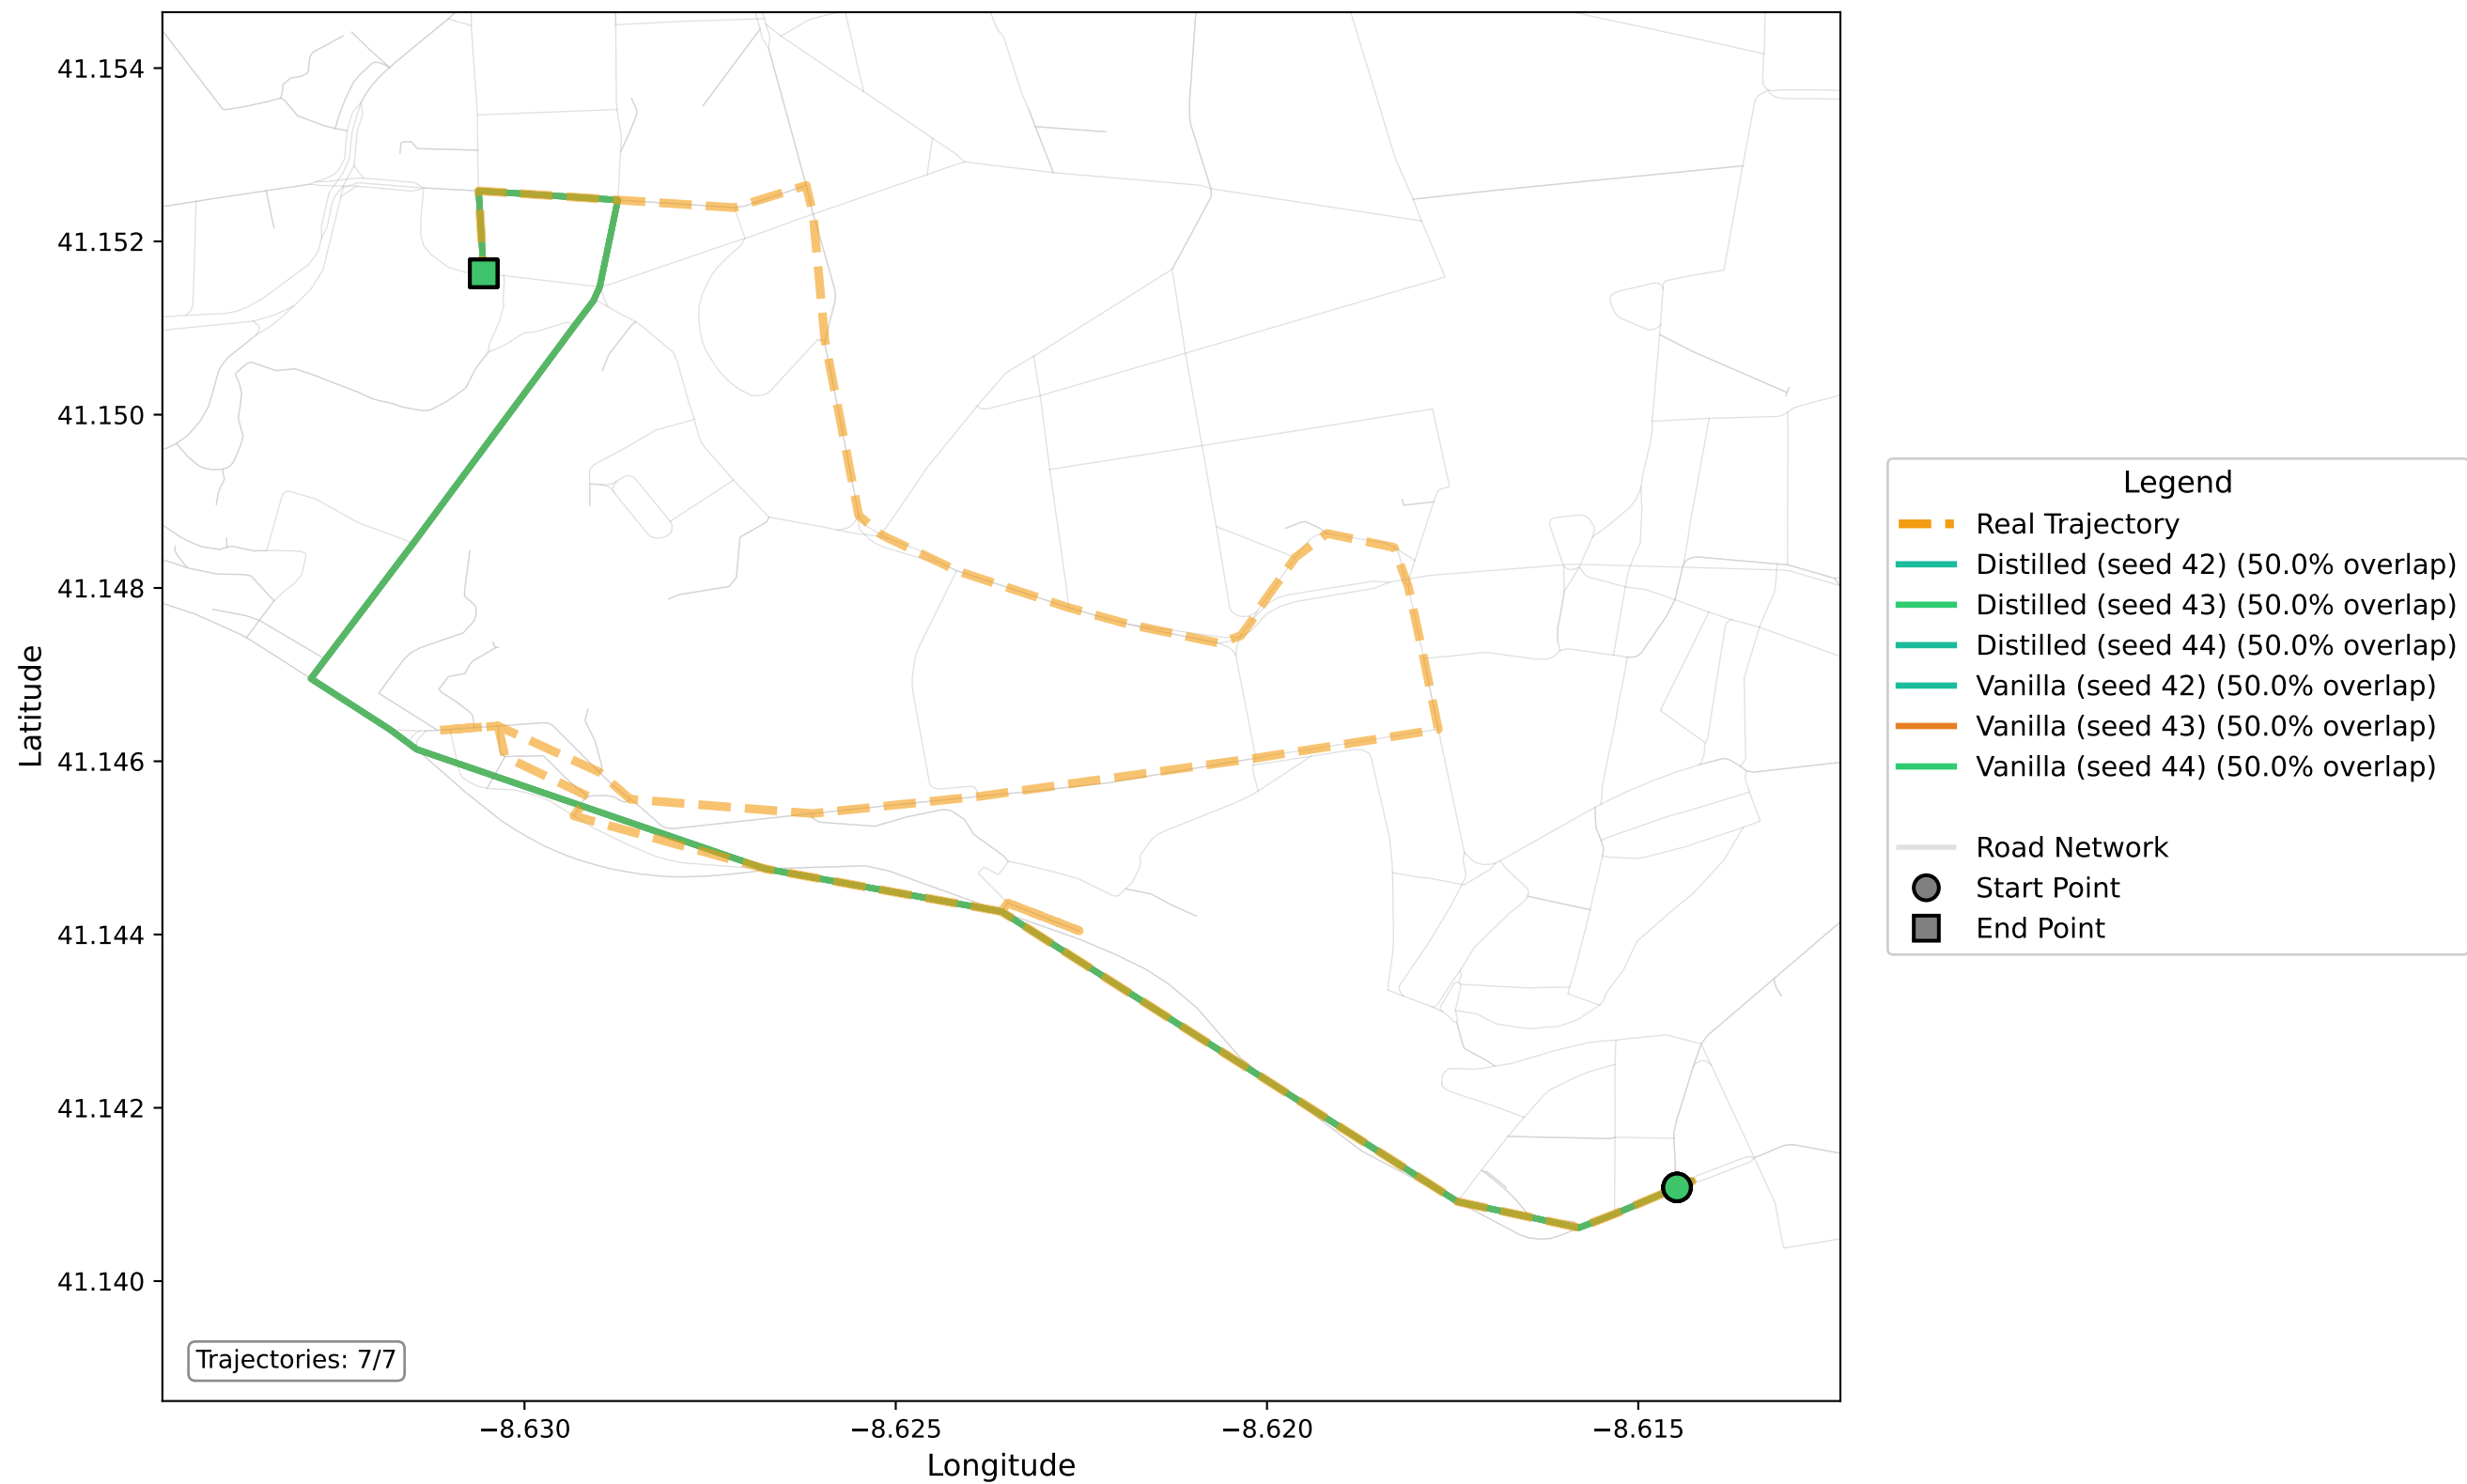 41.154
41.152
41.150
41.148
41.146
41.144
41.142
41.140
Latitude
−8.630
−8.625
−8.620
−8.615
Longitude
Trajectories: 7/7
Legend
Real Trajectory
Distilled (seed 42) (50.0% overlap)
Distilled (seed 43) (50.0% overlap)
Distilled (seed 44) (50.0% overlap)
Vanilla (seed 42) (50.0% overlap)
Vanilla (seed 43) (50.0% overlap)
Vanilla (seed 44) (50.0% overlap)
Road Network
Start Point
End Point